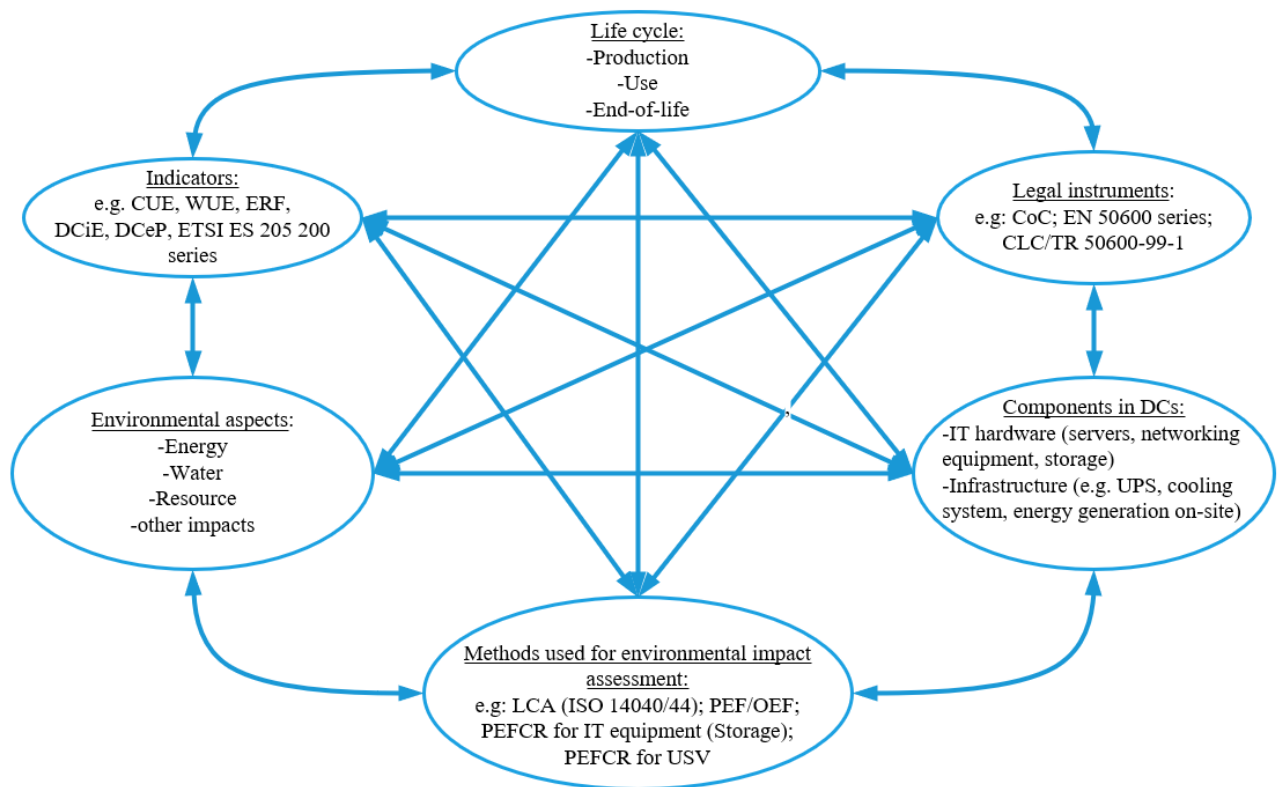 Life cycle:
-Production
-Use
-End-of-life
Indicators:
e.g. CUE, WUE, ERF,
DCiE, DCeP, ETSI ES 205 200
series
Legal instruments:
e.g: CoC; EN 50600 series;
CLC/TR 50600-99-1
Environmental aspects:
-Energy
-Water
-Resource
-other impacts
,
Components in DCs:
-IT hardware (servers, networking
equipment, storage)
-Infrastructure (e.g. UPS, cooling
system, energy generation on-site)
Methods used for environmental impact
assessment:
e.g: LCA (ISO 14040/44); PEF/OEF;
PEFCR for IT equipment (Storage);
PEFCR for USV